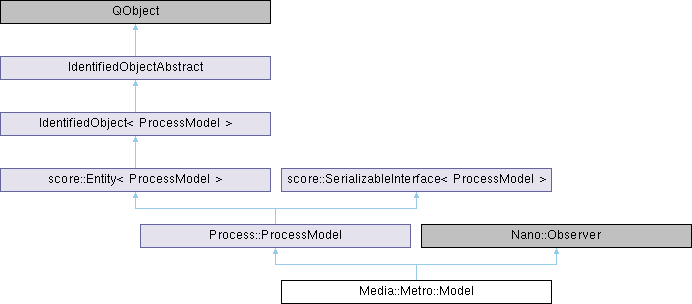 QObject
IdentifiedObjectAbstract
IdentifiedObject< ProcessModel >
score::Entity< ProcessModel >
score::SerializableInterface< ProcessModel >
Process::ProcessModel
Nano::Observer
Media::Metro::Model